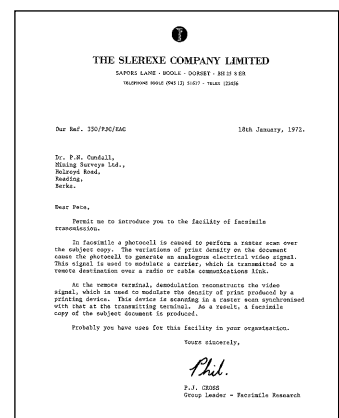 THE SLEREXE COMPANY LIMITED
SAPORS LANE - BOOLE - DORSET - BH 25 8 ER
TELEPHONE BOOLE (945 13) 51617 - TELEX 123456
Our Ref. 350/PJC/EAC 18th January, 1972.
Dr. P.N. Cundall,
Mining Surveys Ltd.,
Holroyd Road,
Reading,
Berks.
Dear Pete,
Permit me to introduce you to the facility of facsimile
transmission.
In facsimile a photocell is caused to perform a raster scan over
the subject copy. The variations of print density on the document
cause the photocell to generate an analogous electrical video signal.
This signal is used to modulate a carrier, which is transmitted to a
remote destination over a radio or cable communications link.
At the remote terminal, demodulation reconstructs the video
signal, which is used to modulate the density of print produced by a
printing device. This device is scanning in a raster scan synchronised
with that at the transmitting terminal. As a result, a facsimile
copy of the subject document is produced.
Probably you have uses for this facility in your organisation.
Yours sincerely,
Phil.
P.J. CROSS
Group Leader - Facsimile Research